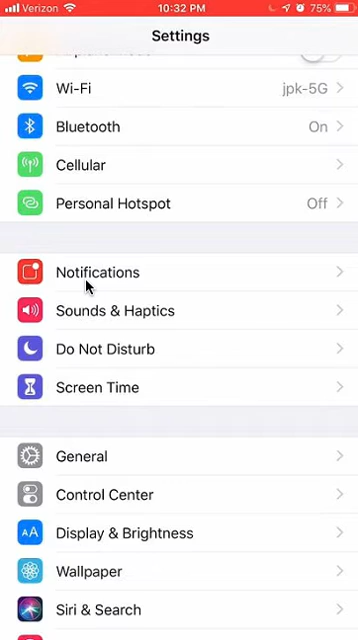 Verizon 10:32 PM 75%
Settings
Wi-Fi jpk-5G
Bluetooth On
Cellular
Personal Hotspot Off
Notifications
Sounds & Haptics
Do Not Disturb
Screen Time
General
Control Center
AA Display & Brightness
Wallpaper
Siri & Search